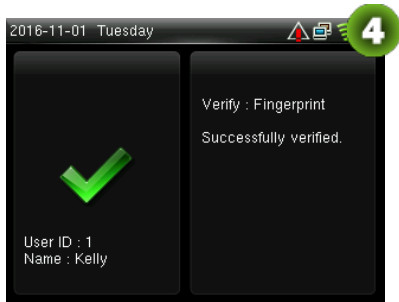 2016-11-01 Tuesday
4
Verify : Fingerprint
Successfully verified.
User ID : 1
Name : Kelly